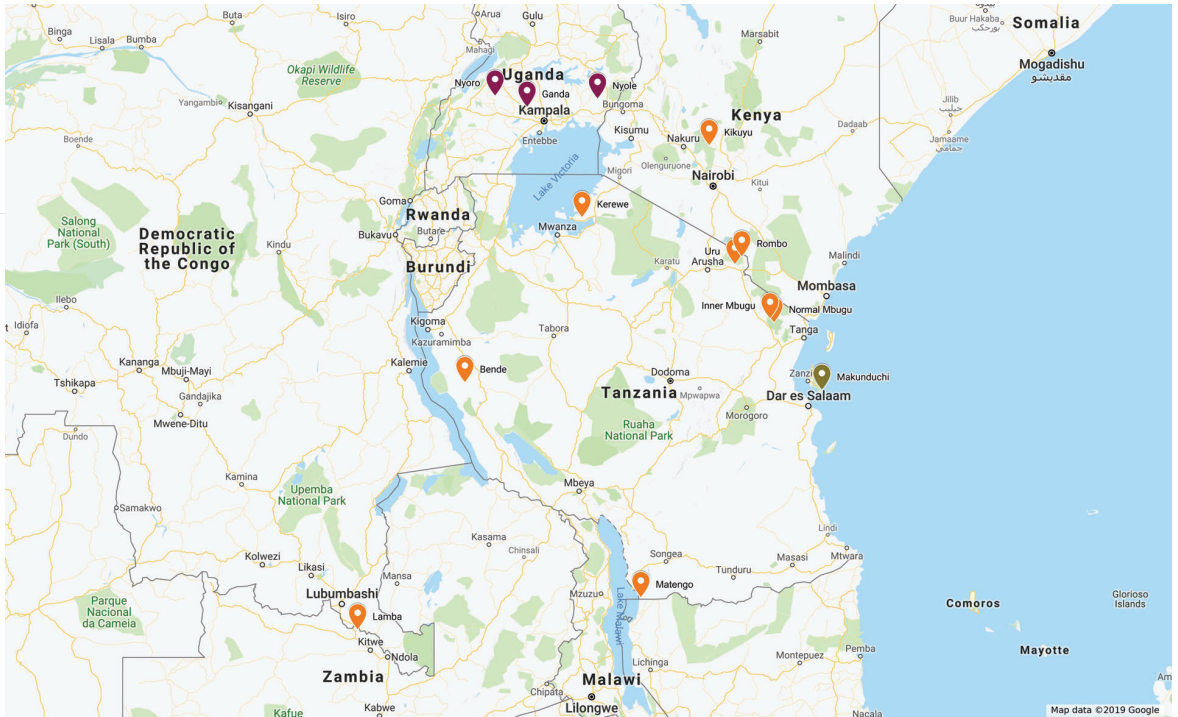 Buta
Isiro
Arua
Gulu
Buur Hakaba
بورحكبة
Somalia
Binga
Lisala
Bumba
Mahagi
Marsabit
Mogadishu
مقديشو
Okapi Wildlife
Reserve
Nyoro
Uganda
Ganda
Nyole
Yangambi
Kisangani
Kampala
Bungoma
Kenya
Jilib
جيليب
Boende
Entebbe
Kisumu
Nakuru
Kikuyu
Dadaab
Jamaame
جمامي
Olenguruone
Lake Victoria
Migori
Nairobi
Kitui
Goma
Rwanda
Kerewe
Salonga
National
Park (South)
Democratic
Republic of
the Congo
Kindu
Bukavu
Butare
Mwanza
Uru
Rombo
Arusha
Karatu
Malindi
Burundi
Mombasa
Ilebo
Inner Mbugu
Normal Mbugu
Idiofa
Kigoma
Kazuramimba
Tabora
Tanga
Kananga
Mbuji-Mayi
Kalemie
Bende
Dodoma
Zanzi
Makunduchi
Tshikapa
Gandajika
Tanzania
Mpwapwa
Dar es Salaam
Mwene-Ditu
Morogoro
Dundo
Ruaha
National Park
Kamina
Mbeya
Upemba
National Park
Samakwo
Lindi
Kasama
Mtwara
Kolwezi
Chinsali
Songea
Masasi
Likasi
Mansa
Tunduru
Lubumbashi
Mzuzu
Matengo
Parque
Nacional
da Cameia
Lamba
Lake Malawi
Comoros
Glorioso
Islands
Kitwe
Ndola
Lichinga
Montepuez
Pemba
Mayotte
Zambia
Malawi
Chipata
Kafue
Kabwe
Lilongwe
Nacala
Map data ©2019 Google